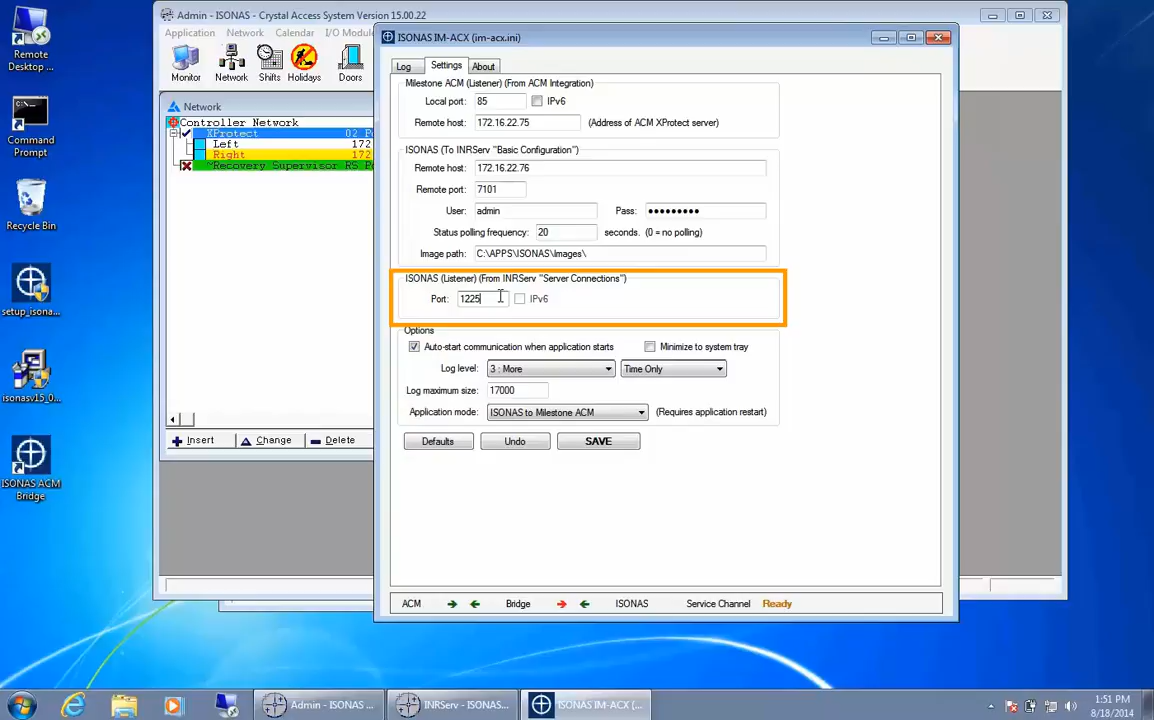 Remote
Desktop ...
Command
Prompt
Recycle Bin
setup_isona...
isonasv15_0...
ISONAS ACM
Bridge
Admin - ISONAS - Crystal Access System Version 15.00.22
Application Network Calendar I/O Module
Monitor Network Shifts Holidays Doors
Network
Controller Network
XProtect 02 P
Left 172
Right 172
*Recovery Supervisor RS P
Insert Change Delete
ISONAS IM-ACX (im-acx.ini)
Log Settings About
Milestone ACM (Listener) (From ACM Integration)
Local port: 85 IPv6
Remote host: 172.16.22.75 (Address of ACM XProtect server)
ISONAS (To INRServ "Basic Configuration")
Remote host: 172.16.22.76
Remote port: 7101
User: admin Pass: •••••••••
Status polling frequency: 20 seconds. (0 = no polling)
Image path: C:\APPS\ISONAS\Images\
ISONAS (Listener) (From INRServ "Server Connections")
Port: 1225 IPv6
Options
Auto-start communication when application starts Minimize to system tray
Log level: 3 : More Time Only
Log maximum size: 17000
Application mode: ISONAS to Milestone ACM (Requires application restart)
Defaults Undo SAVE
ACM Bridge ISONAS Service Channel Ready
Admin - ISONAS ... INRServ - ISONAS... ISONAS IM-ACX (...
1:51 PM
8/18/2014